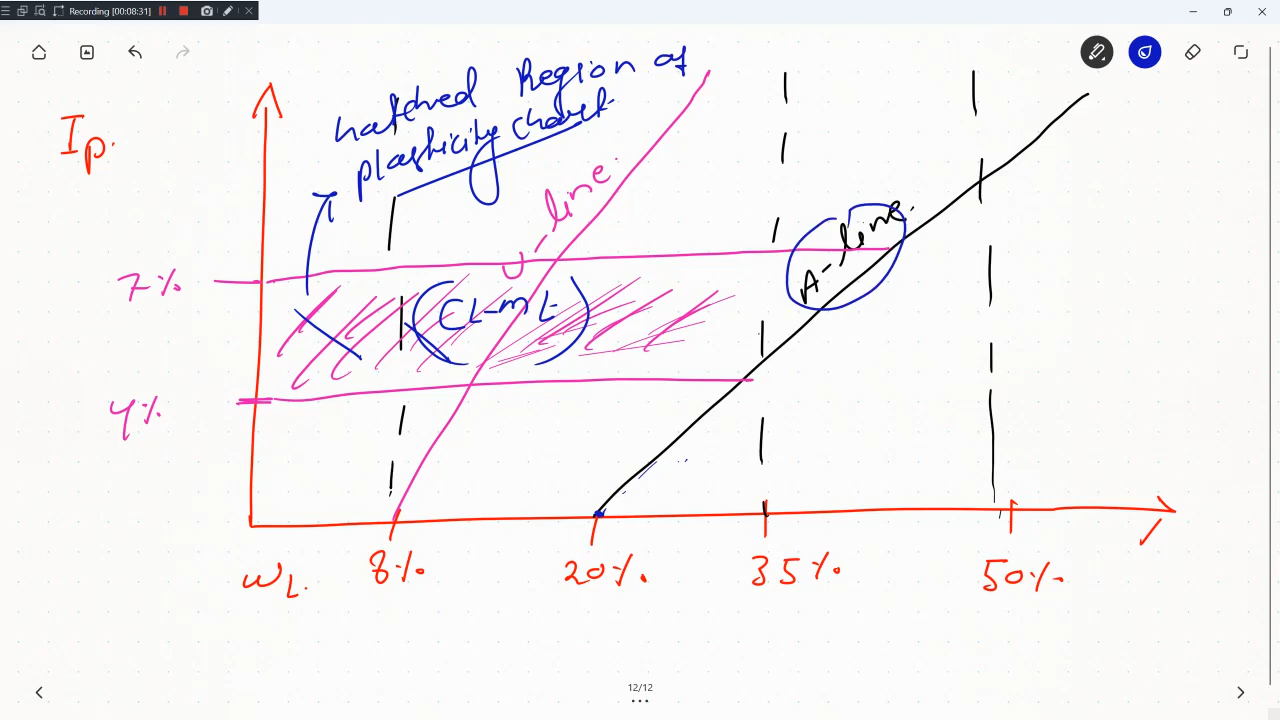 Recording [00:08:31]
hatched Region of
plasticity chart
Ip.
U-line.
A-line.
7%
(CL-ML)
4%
WL.
8%
20%
35%
50%
12/12